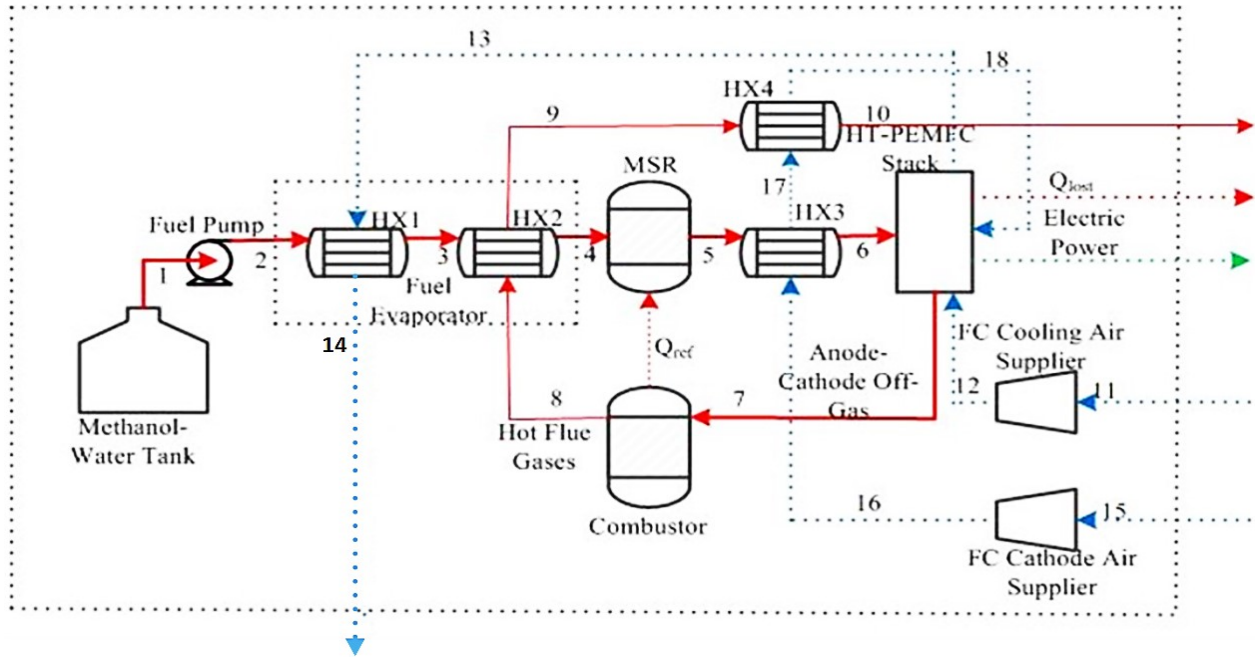 13
18
HX4
9
10
HT-PEMFC
Stack
MSR
17
Qlost
Fuel Pump
HX1
HX2
HX3
Electric
Power
1
2
3
4
5
6
Fuel
Evaporator
14
Qref
Anode-
Cathode Off-
Gas
FC Cooling Air
Supplier
12
11
8
7
Hot Flue
Gases
Methanol-
Water Tank
Combustor
16
15
FC Cathode Air
Supplier